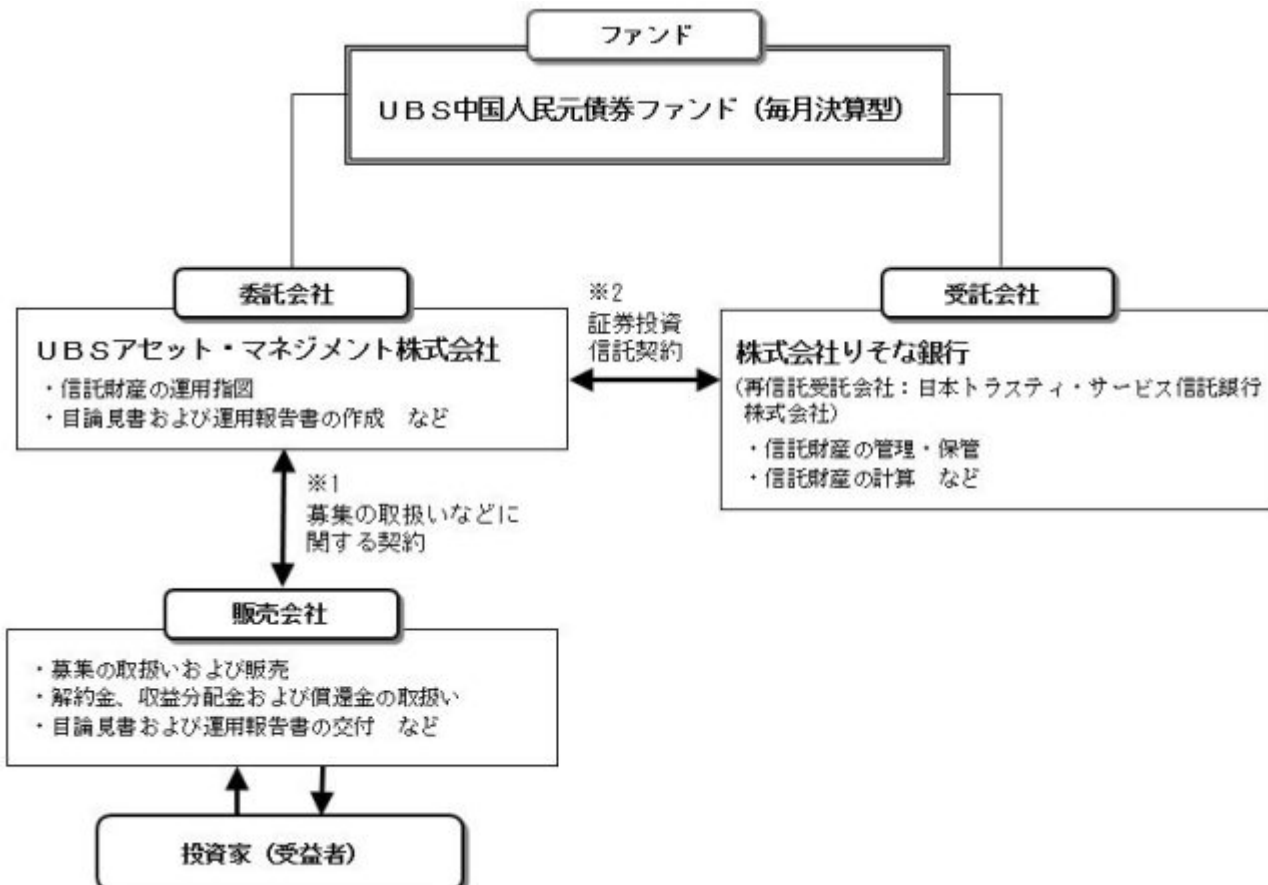 ファンド
UBS中国人民元債券ファンド（毎月決算型）
委託会社
UBSアセット・マネジメント株式会社
・信託財産の運用指図
・目論見書および運用報告書の作成　など
※2
証券投資
信託契約
受託会社
株式会社りそな銀行
（再信託受託会社：日本トラスティ・サービス信託銀行
株式会社）
・信託財産の管理・保管
・信託財産の計算　など
※1
募集の取扱いなどに
関する契約
販売会社
・募集の取扱いおよび販売
・解約金、収益分配金および償還金の取扱い
・目論見書および運用報告書の交付　など
投資家（受益者）